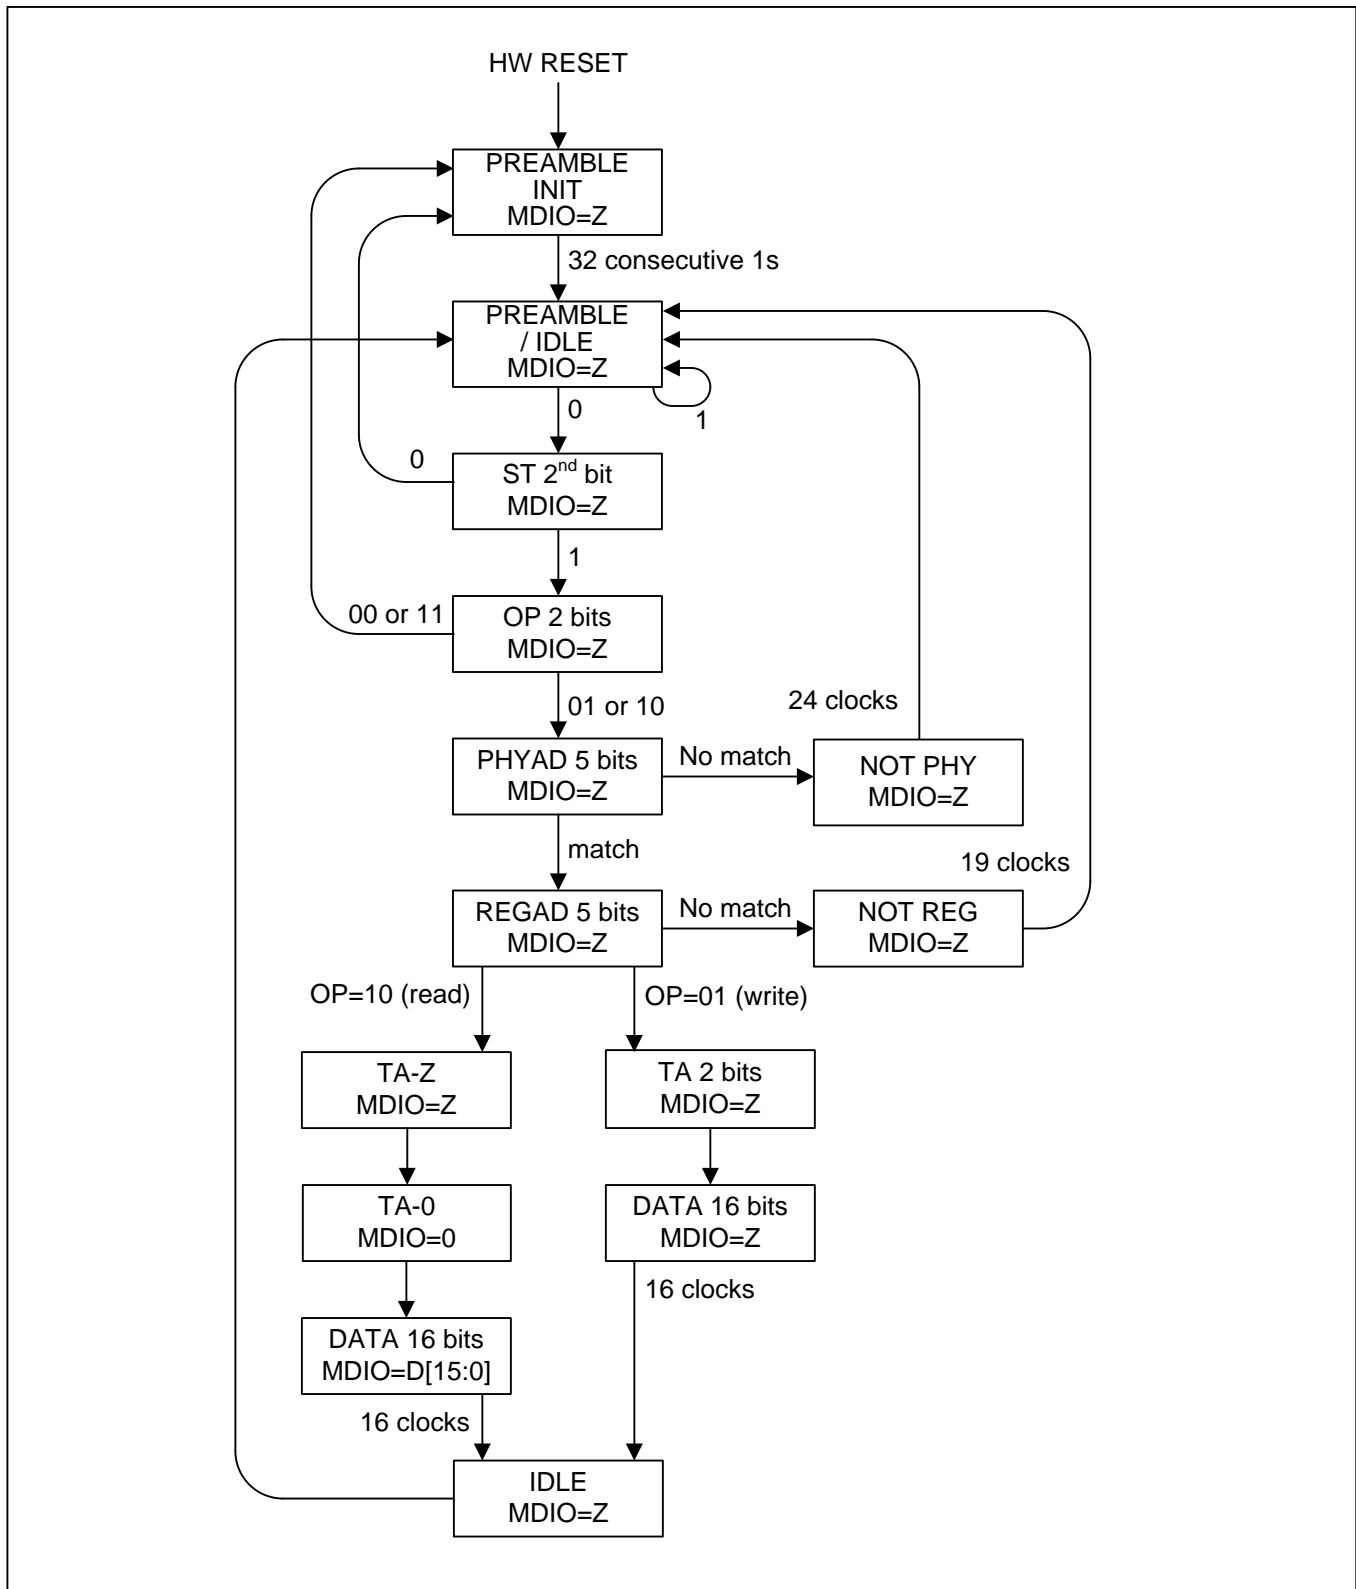 HW RESET
PREAMBLE
INIT
MDIO=Z
32 consecutive 1s
PREAMBLE
/ IDLE
MDIO=Z
1
0
0
ST 2nd bit
MDIO=Z
1
00 or 11
OP 2 bits
MDIO=Z
01 or 10
24 clocks
PHYAD 5 bits
MDIO=Z
No match
NOT PHY
MDIO=Z
match
19 clocks
REGAD 5 bits
MDIO=Z
No match
NOT REG
MDIO=Z
OP=10 (read)
OP=01 (write)
TA-Z
MDIO=Z
TA 2 bits
MDIO=Z
TA-0
MDIO=0
DATA 16 bits
MDIO=Z
16 clocks
DATA 16 bits
MDIO=D[15:0]
16 clocks
IDLE
MDIO=Z